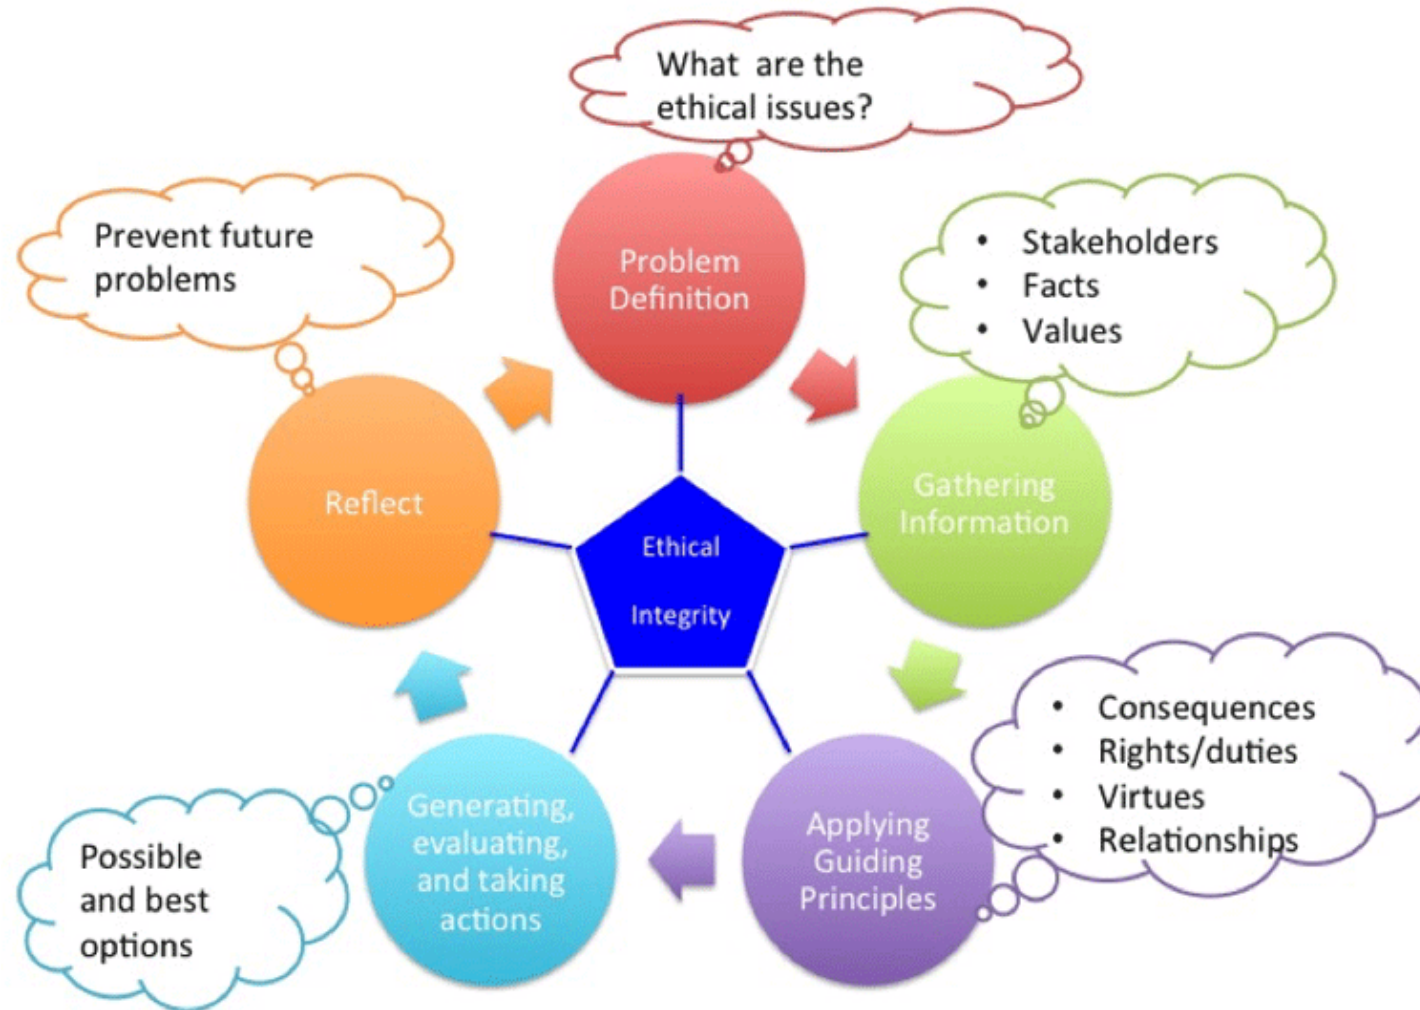 What are the
ethical issues?
Problem
Definition
• Stakeholders
• Facts
• Values
Gathering
Information
• Consequences
• Rights/duties
• Virtues
• Relationships
Applying
Guiding
Principles
Possible
and best
options
Generating,
evaluating,
and taking
actions
Prevent future
problems
Reflect
Ethical
Integrity